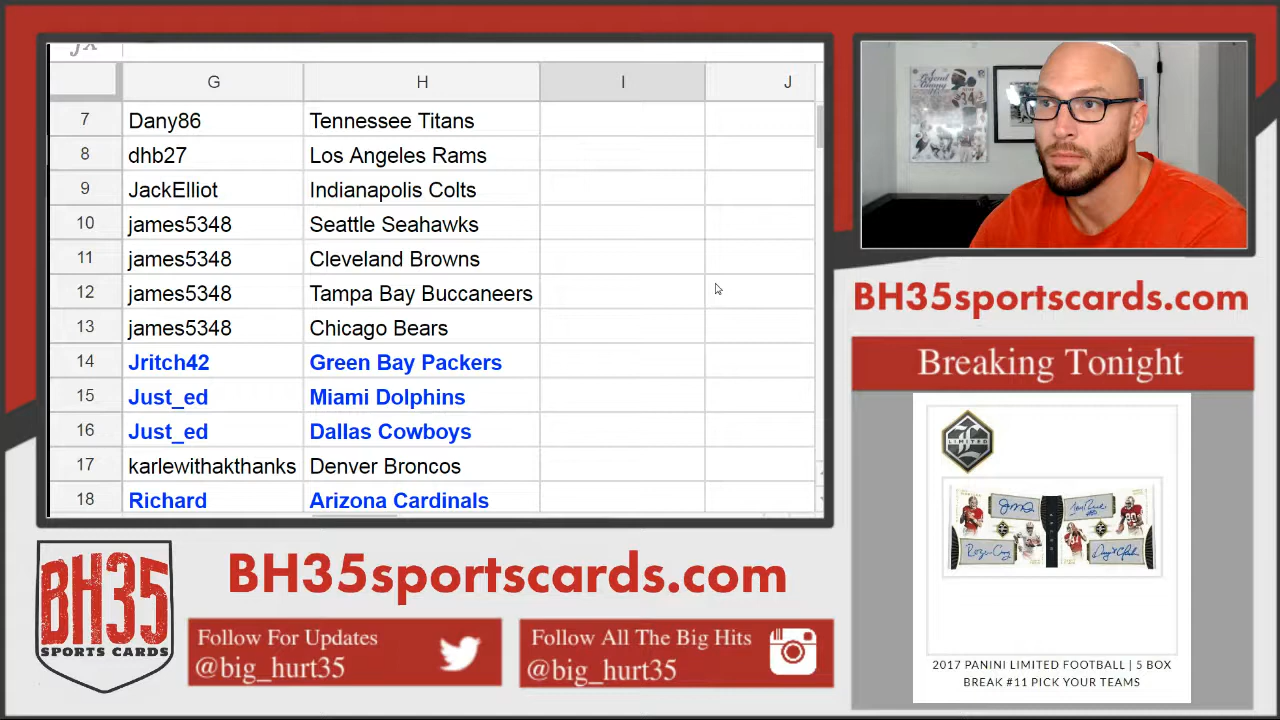 G H I J
7 Dany86 Tennessee Titans
8 dhb27 Los Angeles Rams
9 JackElliot Indianapolis Colts
10 james5348 Seattle Seahawks
11 james5348 Cleveland Browns
12 james5348 Tampa Bay Buccaneers
13 james5348 Chicago Bears
14 Jritch42 Green Bay Packers
15 Just_ed Miami Dolphins
16 Just_ed Dallas Cowboys
17 karlewithakthanks Denver Broncos
18 Richard Arizona Cardinals
BH35sportscards.com
Breaking Tonight
LIMITED
2017 PANINI LIMITED FOOTBALL | 5 BOX
BREAK #11 PICK YOUR TEAMS
BH35
SPORTS CARDS
BH35sportscards.com
Follow For Updates
@big_hurt35
Follow All The Big Hits
@big_hurt35